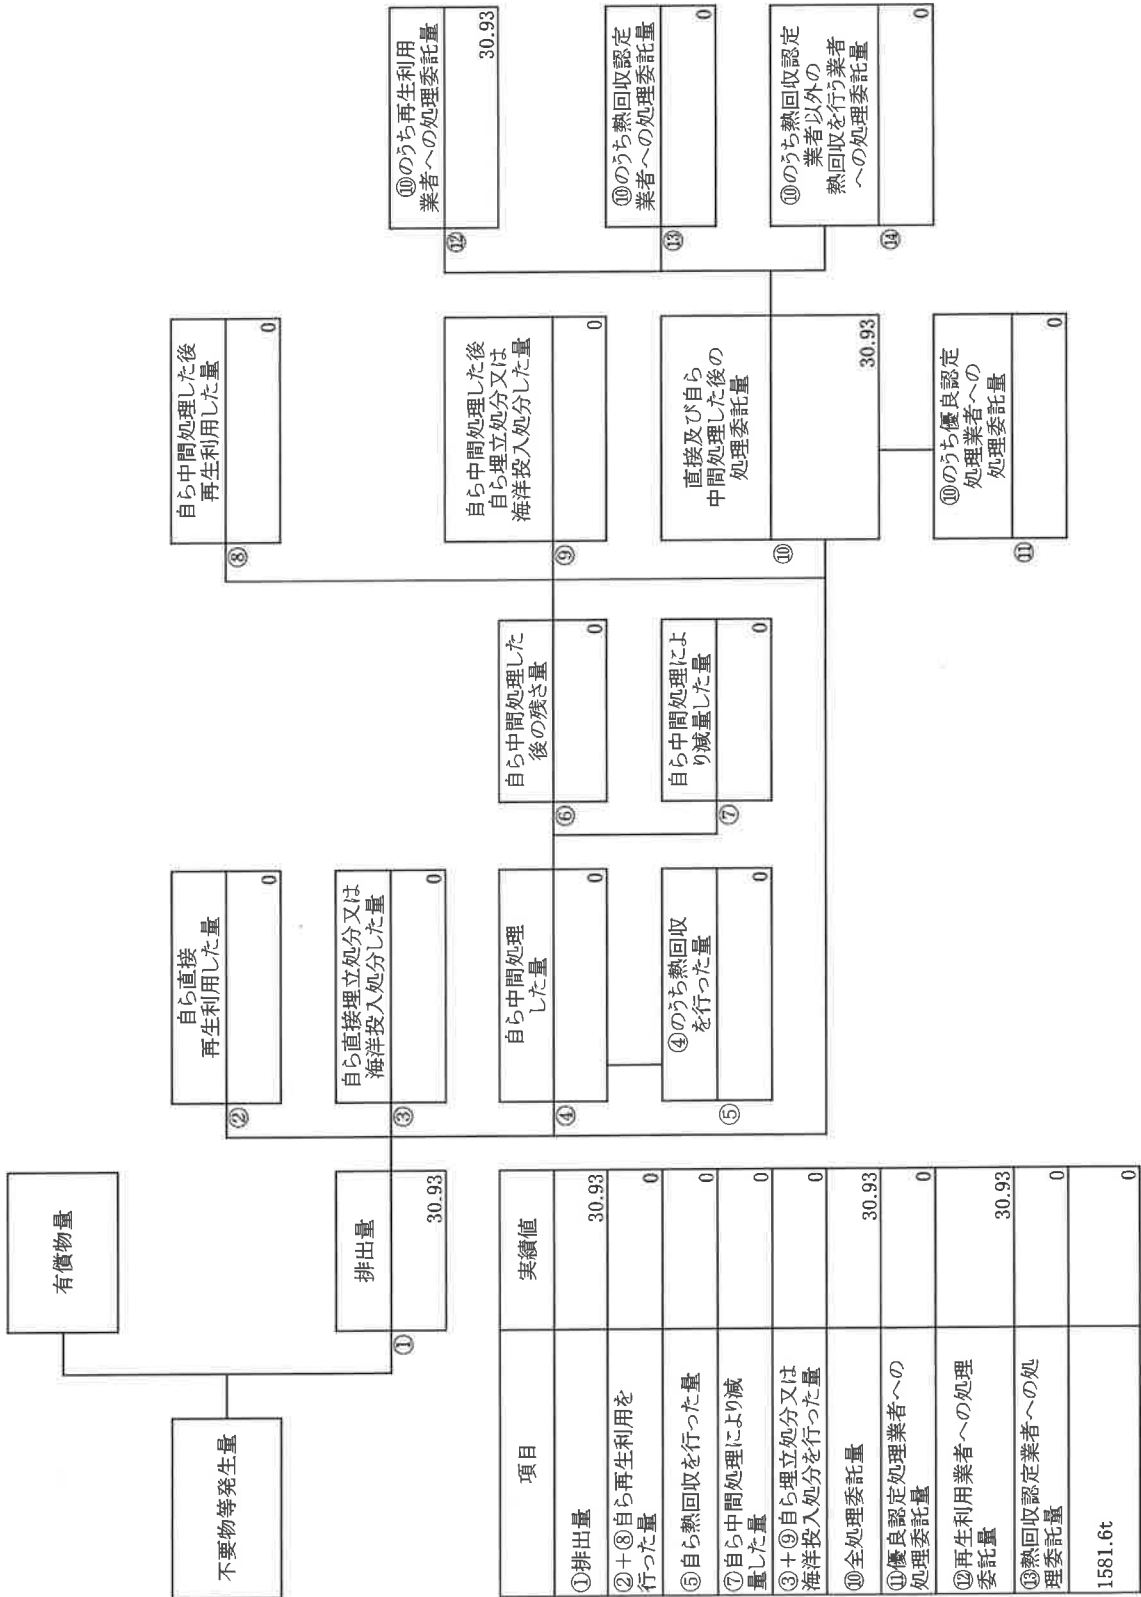 不要物等発生量
有償物量
排出量
①
30.93
自ら直接
再生利用した量
②
0
自ら直接埋立処分又は
海洋投入処分した量
③
0
自ら中間処理
した量
④
0
④のうち熱回収
を行った量
⑤
0
自ら中間処理した
後の残さ量
⑥
0
自ら中間処理によ
り減量した量
⑦
0
自ら中間処理した後
再生利用した量
⑧
0
自ら中間処理した後
自ら埋立処分又は
海洋投入処分した量
⑨
0
直接及び自ら
中間処理した後の
処理委託量
⑩
30.93
⑩のうち優良認定
処理業者への
処理委託量
⑪
0
⑩のうち再生利用
業者への処理委託量
⑫
30.93
⑩のうち熱回収認定
業者への処理委託量
⑬
0
⑩のうち熱回収認定
業者以外の
熱回収を行う業者
への処理委託量
⑭
0
項目 実績値
①排出量 30.93
②+⑧自ら再生利用を
行った量 0
⑤自ら熱回収を行った量 0
⑦自ら中間処理により減
量した量 0
③+⑨自ら埋立処分又は
海洋投入処分を行った量 0
⑩全処理委託量 30.93
⑪優良認定処理業者への
処理委託量 0
⑫再生利用業者への処理
委託量 30.93
⑬熱回収認定業者への処
理委託量 0
1581.6t 0